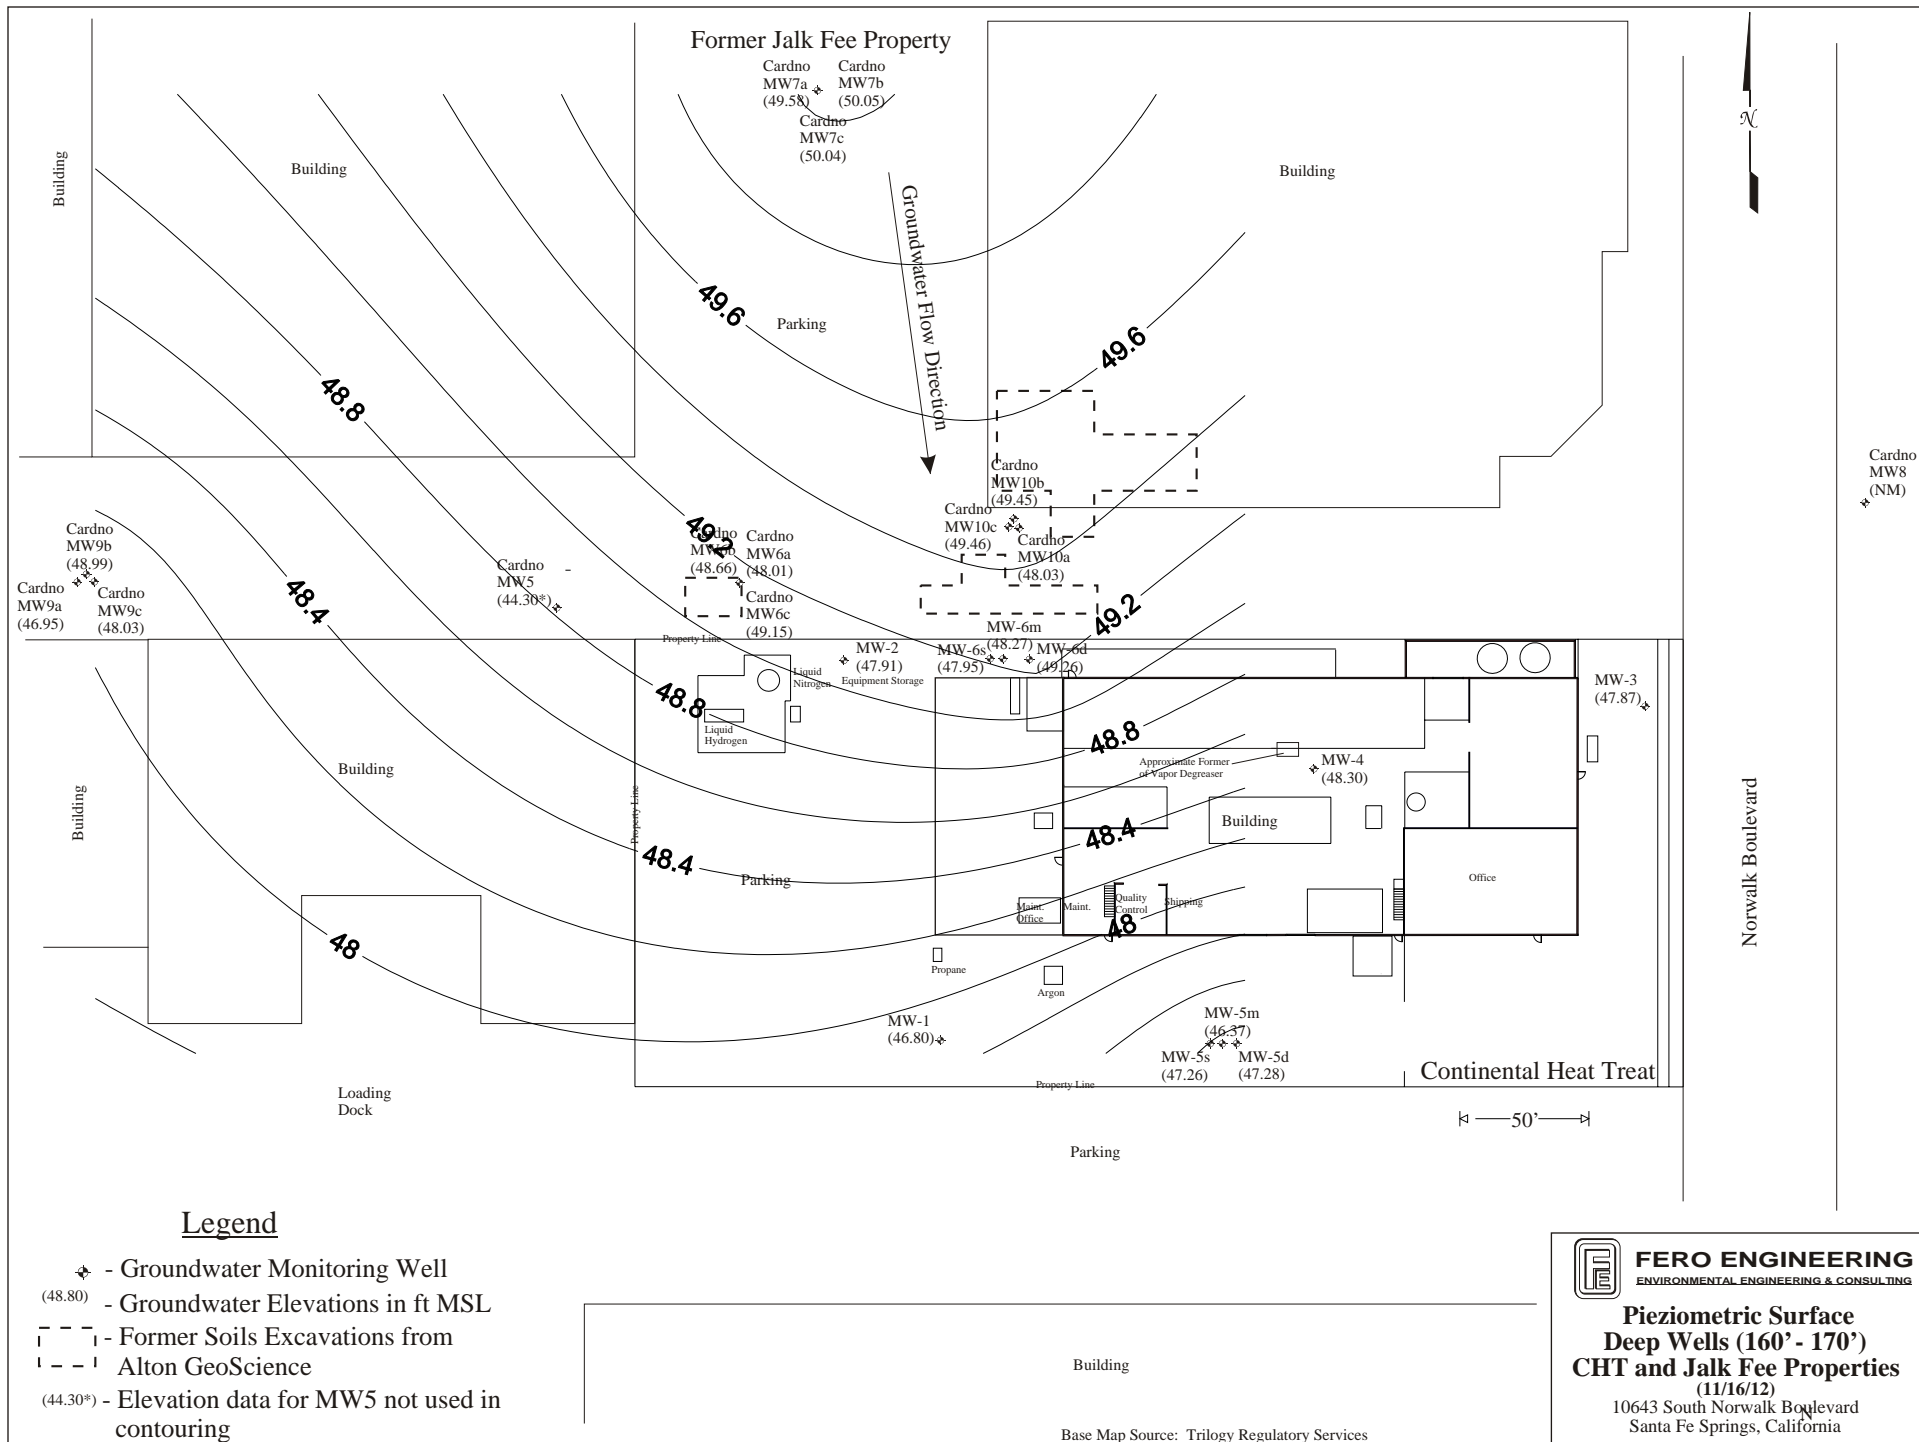 Former Jalk Fee Property
Cardno
MW7a
(49.58)
Cardno
MW7b
(50.05)
Cardno
MW7c
(50.04)
N
Building
Building
Building
Groundwater Flow Direction
49.6
Parking
49.6
48.8
Cardno
MW8
(NM)
Cardno
MW10b
(49.45)
Cardno
MW10c
(49.46)
Cardno
MW10a
(48.03)
49.2
Cardno
MW6b
(48.66)
Cardno
MW6a
(48.01)
Cardno
MW6c
(49.15)
Cardno
MW5
(44.30*)
-
Cardno
MW9b
(48.99)
Cardno
MW9a
(46.95)
Cardno
MW9c
(48.03)
48.4
49.2
Property Line
MW-2
(47.91)
Equipment Storage
MW-6s
(47.95)
MW-6m
(48.27)
MW-6d
(49.26)
MW-3
(47.87)
Liquid
Nitrogen
48.8
Liquid
Hydrogen
48.8
Approximate Former
of Vapor Degreaser
MW-4
(48.30)
Building
Building
Property Line
Building
48.4
48.4
Parking
Office
Norwalk Boulevard
Maint.
Office
Maint.
Quality
Control
Shipping
48
48
Propane
Argon
MW-1
(46.80)
MW-5m
(46.37)
MW-5s
(47.26)
MW-5d
(47.28)
Property Line
Continental Heat Treat
Loading
Dock
50’
Parking
Legend
- Groundwater Monitoring Well
(48.80) - Groundwater Elevations in ft MSL
- Former Soils Excavations from
Alton GeoScience
(44.30*) - Elevation data for MW5 not used in
contouring
Building
Base Map Source: Trilogy Regulatory Services
FE
FERO ENGINEERING
ENVIRONMENTAL ENGINEERING & CONSULTING
Pieziometric Surface
Deep Wells (160’ - 170’)
CHT and Jalk Fee Properties
(11/16/12)
10643 South Norwalk Boulevard
N
Santa Fe Springs, California